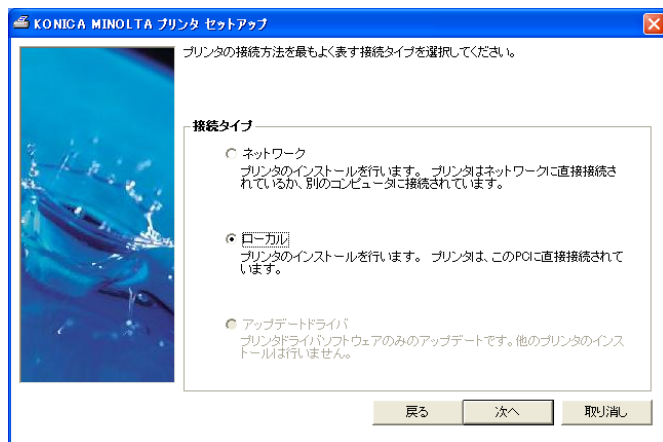 KONICA MINOLTA プリンタ セットアップ
プリンタの接続方法を最もよく表す接続タイプを選択してください。
接続タイプ
ネットワーク
プリンタのインストールを行います。 プリンタはネットワークに直接接続さ
れているか、別のコンピュータに接続されています。
ローカル
プリンタのインストールを行います。 プリンタは、このPCに直接接続されて
います。
アップデートドライバ
プリンタドライバソフトウェアのみのアップデートです。他のプリンタのインス
トールは行いません。
戻る
次へ
取り消し